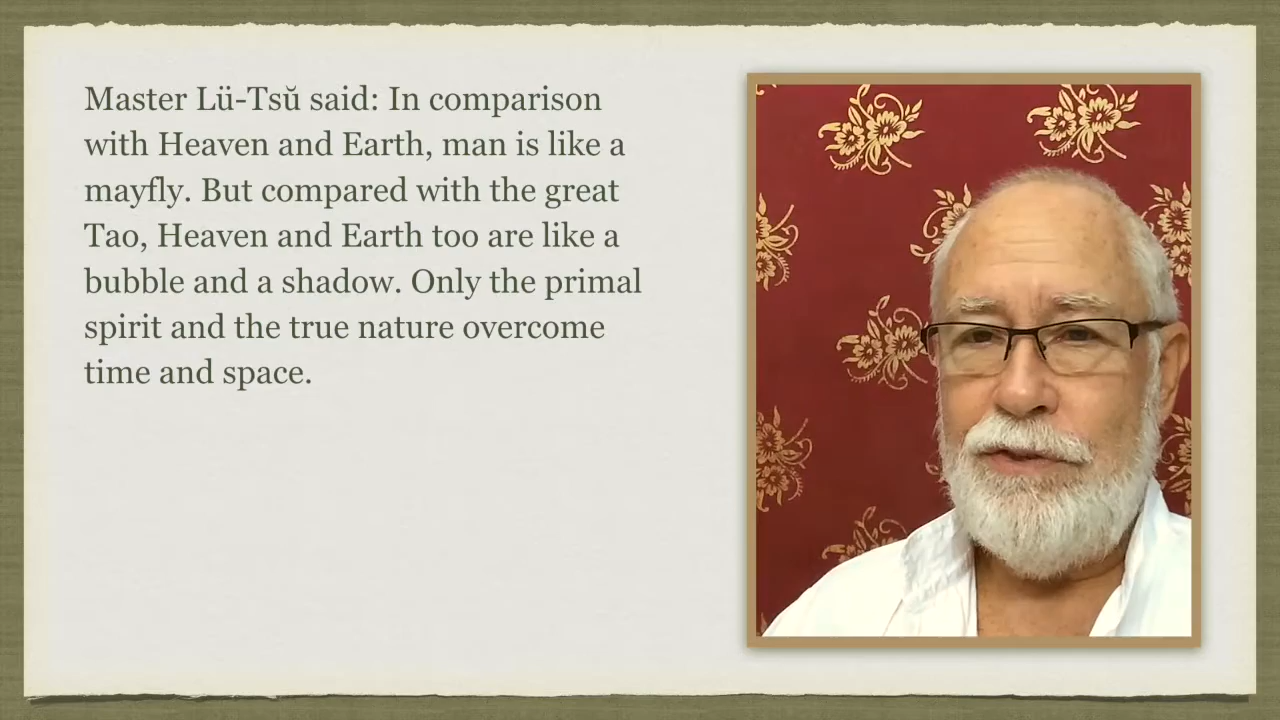 Master Lü-Tsŭ said: In comparison
with Heaven and Earth, man is like a
mayfly. But compared with the great
Tao, Heaven and Earth too are like a
bubble and a shadow. Only the primal
spirit and the true nature overcome
time and space.